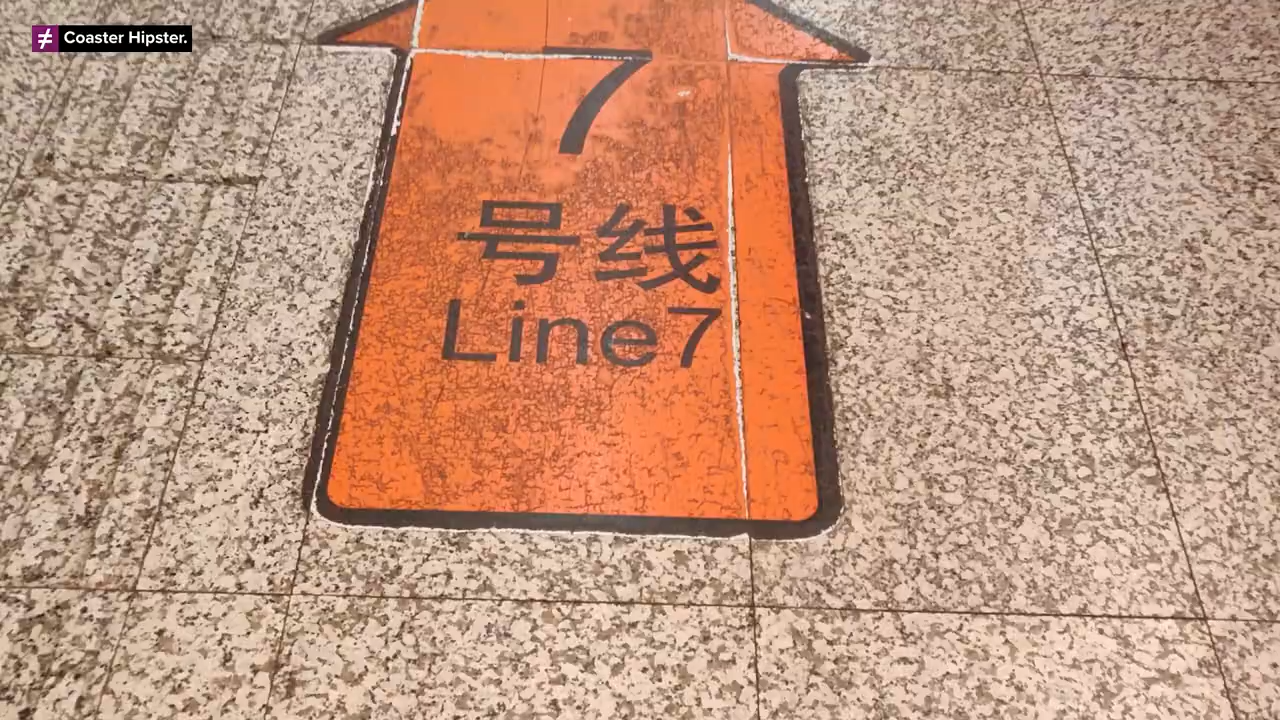 ≠ Coaster Hipster.
7
号线
Line7